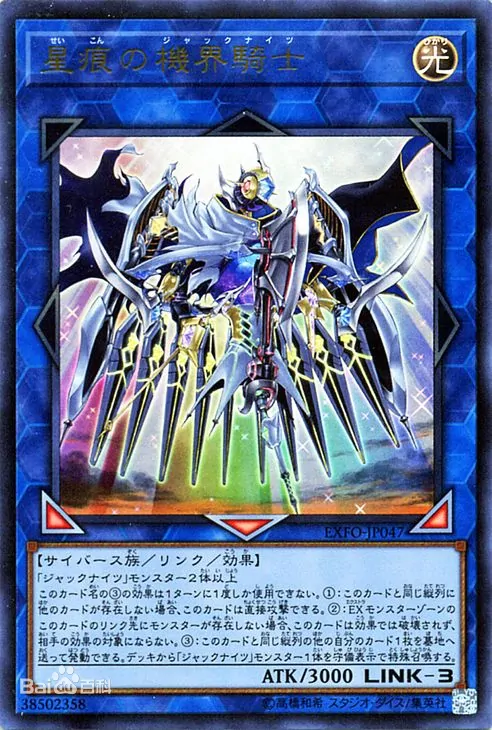 せい こん ジャックナイツ
星痕の機界騎士
ひかり
光
EXFO-JP047
【サイバース族／リンク／効果】
「ジャックナイツ」モンスター２体以上
このカード名の③の効果は１ターンに１度しか使用できない。①：このカードと同じ縦列に
他のカードが存在しない場合、このカードは直接攻撃できる。②：EXモンスターゾーンの
このカードのリンク先にモンスターが存在しない場合、このカードは効果では破壊されず、
相手の効果の対象にならない。③：このカードと同じ縦列の他の自分のカード１枚を墓地へ
送って発動できる。デッキから「ジャックナイツ」モンスター１体を守備表示で特殊召喚する。
ATK/3000 LINK-3
Bai百科
38502358
©高橋和希 スタジオ・ダイス/集英社